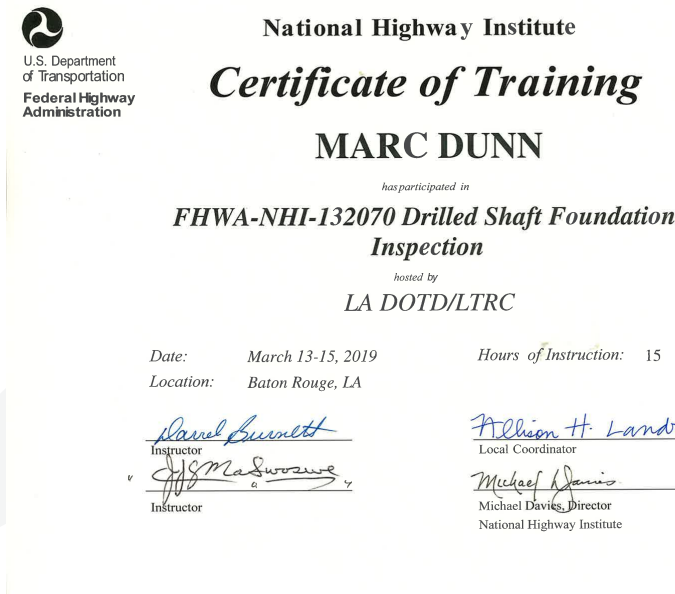 National Highway Institute
U.S. Department
of Transportation
Federal Highway
Administration
Certificate of Training
MARC DUNN
has participated in
FHWA-NHI-132070 Drilled Shaft Foundation
Inspection
hosted by
LA DOTD/LTRC
Date: March 13-15, 2019 Hours of Instruction: 15
Location: Baton Rouge, LA
Darrel Burnett Allison H. Land
Instructor Local Coordinator
Michael Davies
Instructor Michael Davies, Director
National Highway Institute